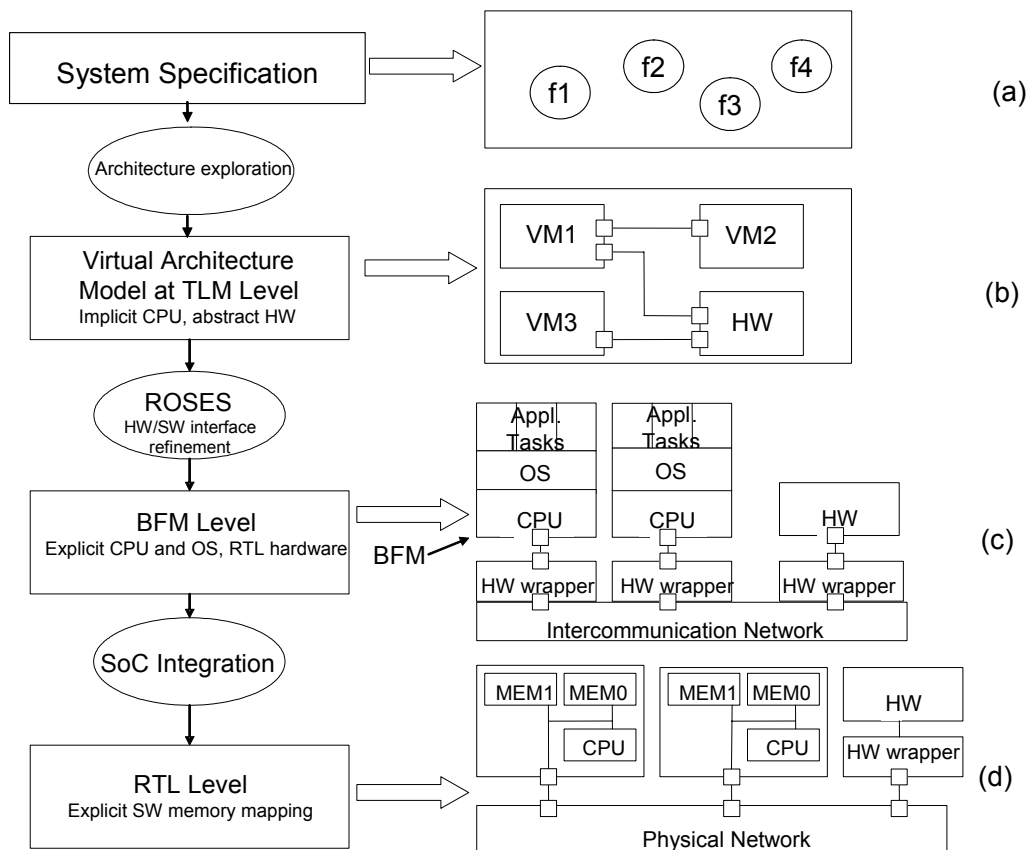 System Specification
f1
f2
f3
f4
(a)
Architecture exploration
Virtual Architecture
Model at TLM Level
Implicit CPU, abstract HW
VM1
VM2
VM3
HW
(b)
ROSES
HW/SW interface
refinement
BFM Level
Explicit CPU and OS, RTL hardware
Appl.
Tasks
OS
CPU
BFM
HW wrapper
Appl.
Tasks
OS
CPU
HW wrapper
HW
HW wrapper
Intercommunication Network
(c)
SoC Integration
RTL Level
Explicit SW memory mapping
MEM1
MEM0
CPU
MEM1
MEM0
CPU
HW
HW wrapper
Physical Network
(d)